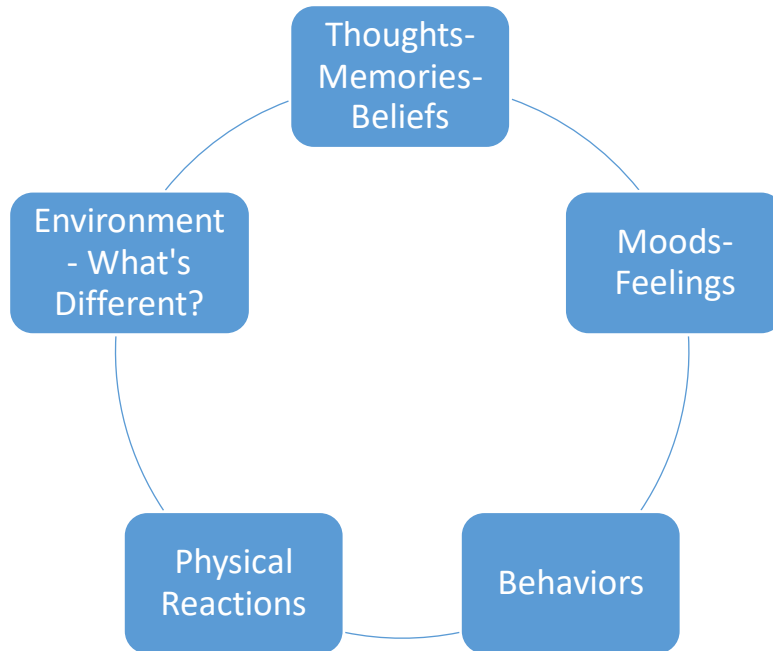 Thoughts-
Memories-
Beliefs
Moods-
Feelings
Behaviors
Physical
Reactions
Environment
- What's
Different?